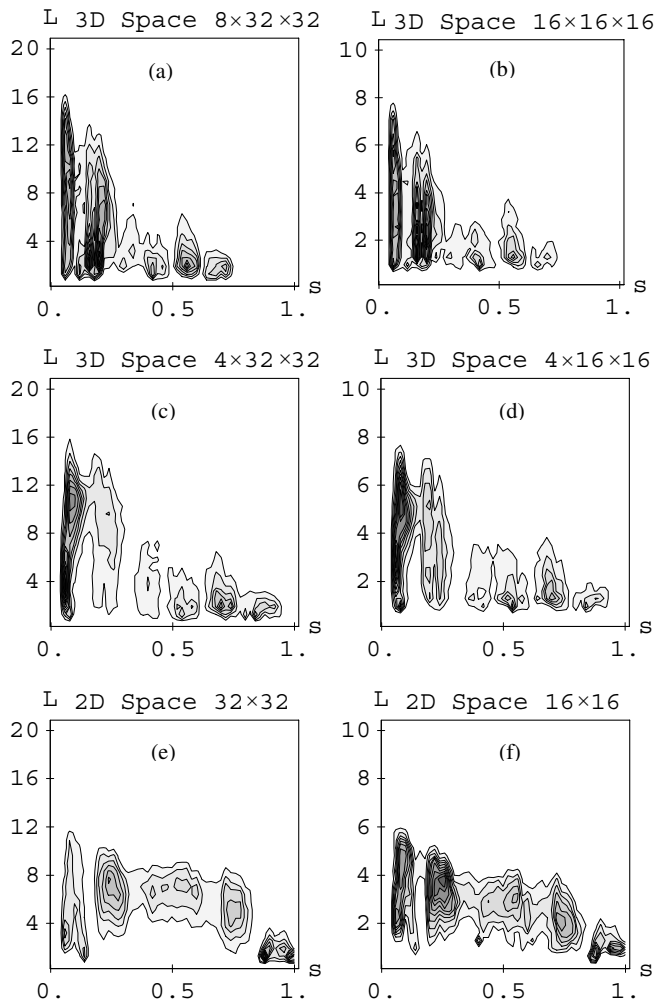 L 3D Space 8×32×32
20
16
12
8
4
(a)
0. 0.5 1. s
L 3D Space 16×16×16
10
8
6
4
2
(b)
0. 0.5 1. s
L 3D Space 4×32×32
20
16
12
8
4
(c)
0. 0.5 1. s
L 3D Space 4×16×16
10
8
6
4
2
(d)
0. 0.5 1. s
L 2D Space 32×32
20
16
12
8
4
(e)
0. 0.5 1. s
L 2D Space 16×16
10
8
6
4
2
(f)
0. 0.5 1. s